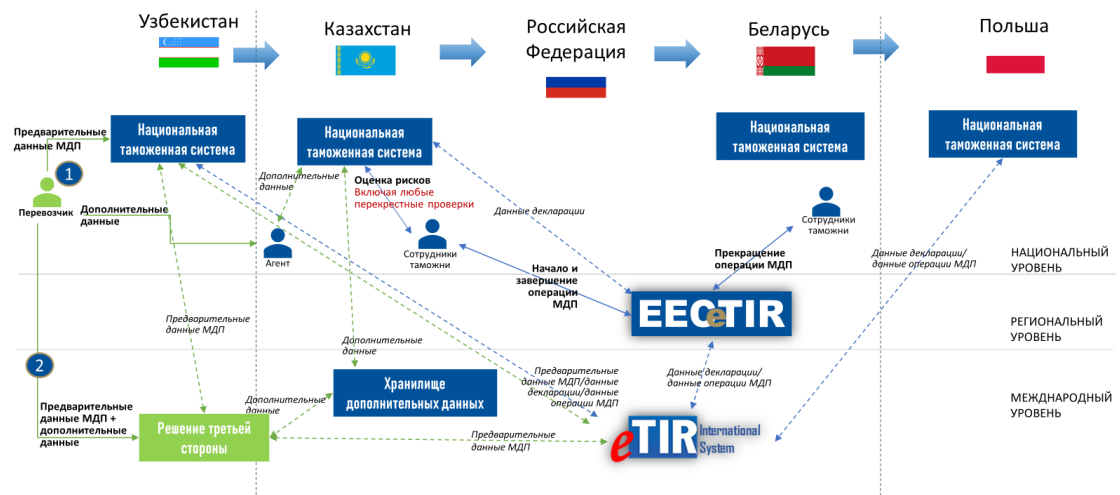 Узбекистан
Казахстан
Российская
Федерация
Беларусь
Польша
Предварительные
данные МДП
1
Национальная
таможенная система
Национальная
таможенная система
Национальная
таможенная система
Национальная
таможенная система
Перевозчик
Дополнительные
данные
Дополнительные
данные
Агент
Оценка рисков
Включая любые
перекрестные проверки
Сотрудники
таможни
Данные декларации
Сотрудники
таможни
Начало и
завершение
операции
МДП
Прекращение
операции МДП
Данные декларации/
данные операции МДП
НАЦИОНАЛЬНЫЙ
УРОВЕНЬ
EECeTIR
РЕГИОНАЛЬНЫЙ
УРОВЕНЬ
Предварительные
данные МДП
Дополнительные
данные
2
Предварительные
данные МДП/данные
декларации/данные
операции МДП
Данные декларации/
данные операции МДП
МЕЖДУНАРОДНЫЙ
УРОВЕНЬ
Хранилище
дополнительных данных
Дополнительные
данные
Предварительные
данные МДП +
дополнительные
данные
Решение третьей
стороны
Предварительные
данные МДП
eTIR International
System